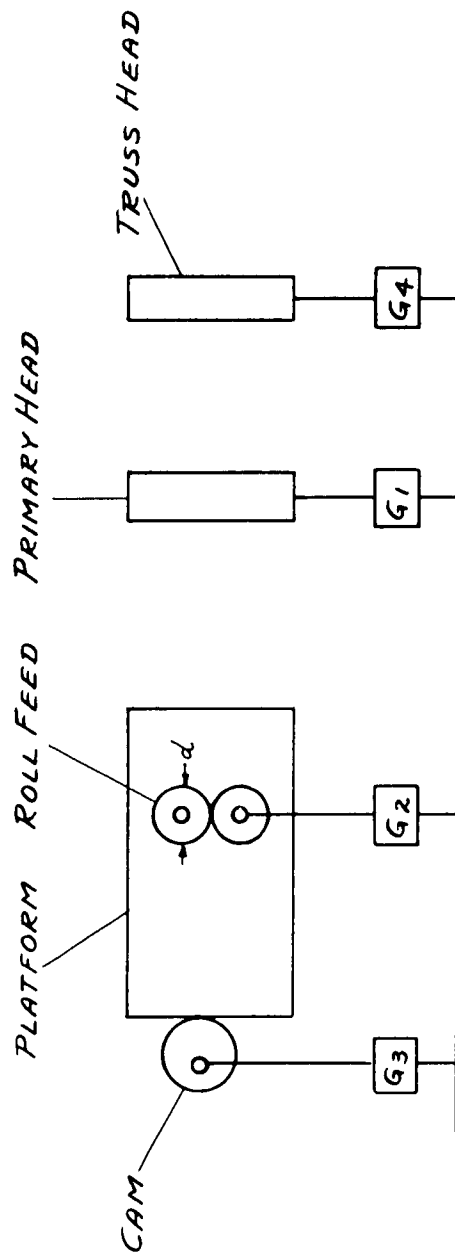 CAM
PLATFORM
ROLL FEED
PRIMARY HEAD
TRUSS HEAD
d
G3
G2
G1
G4